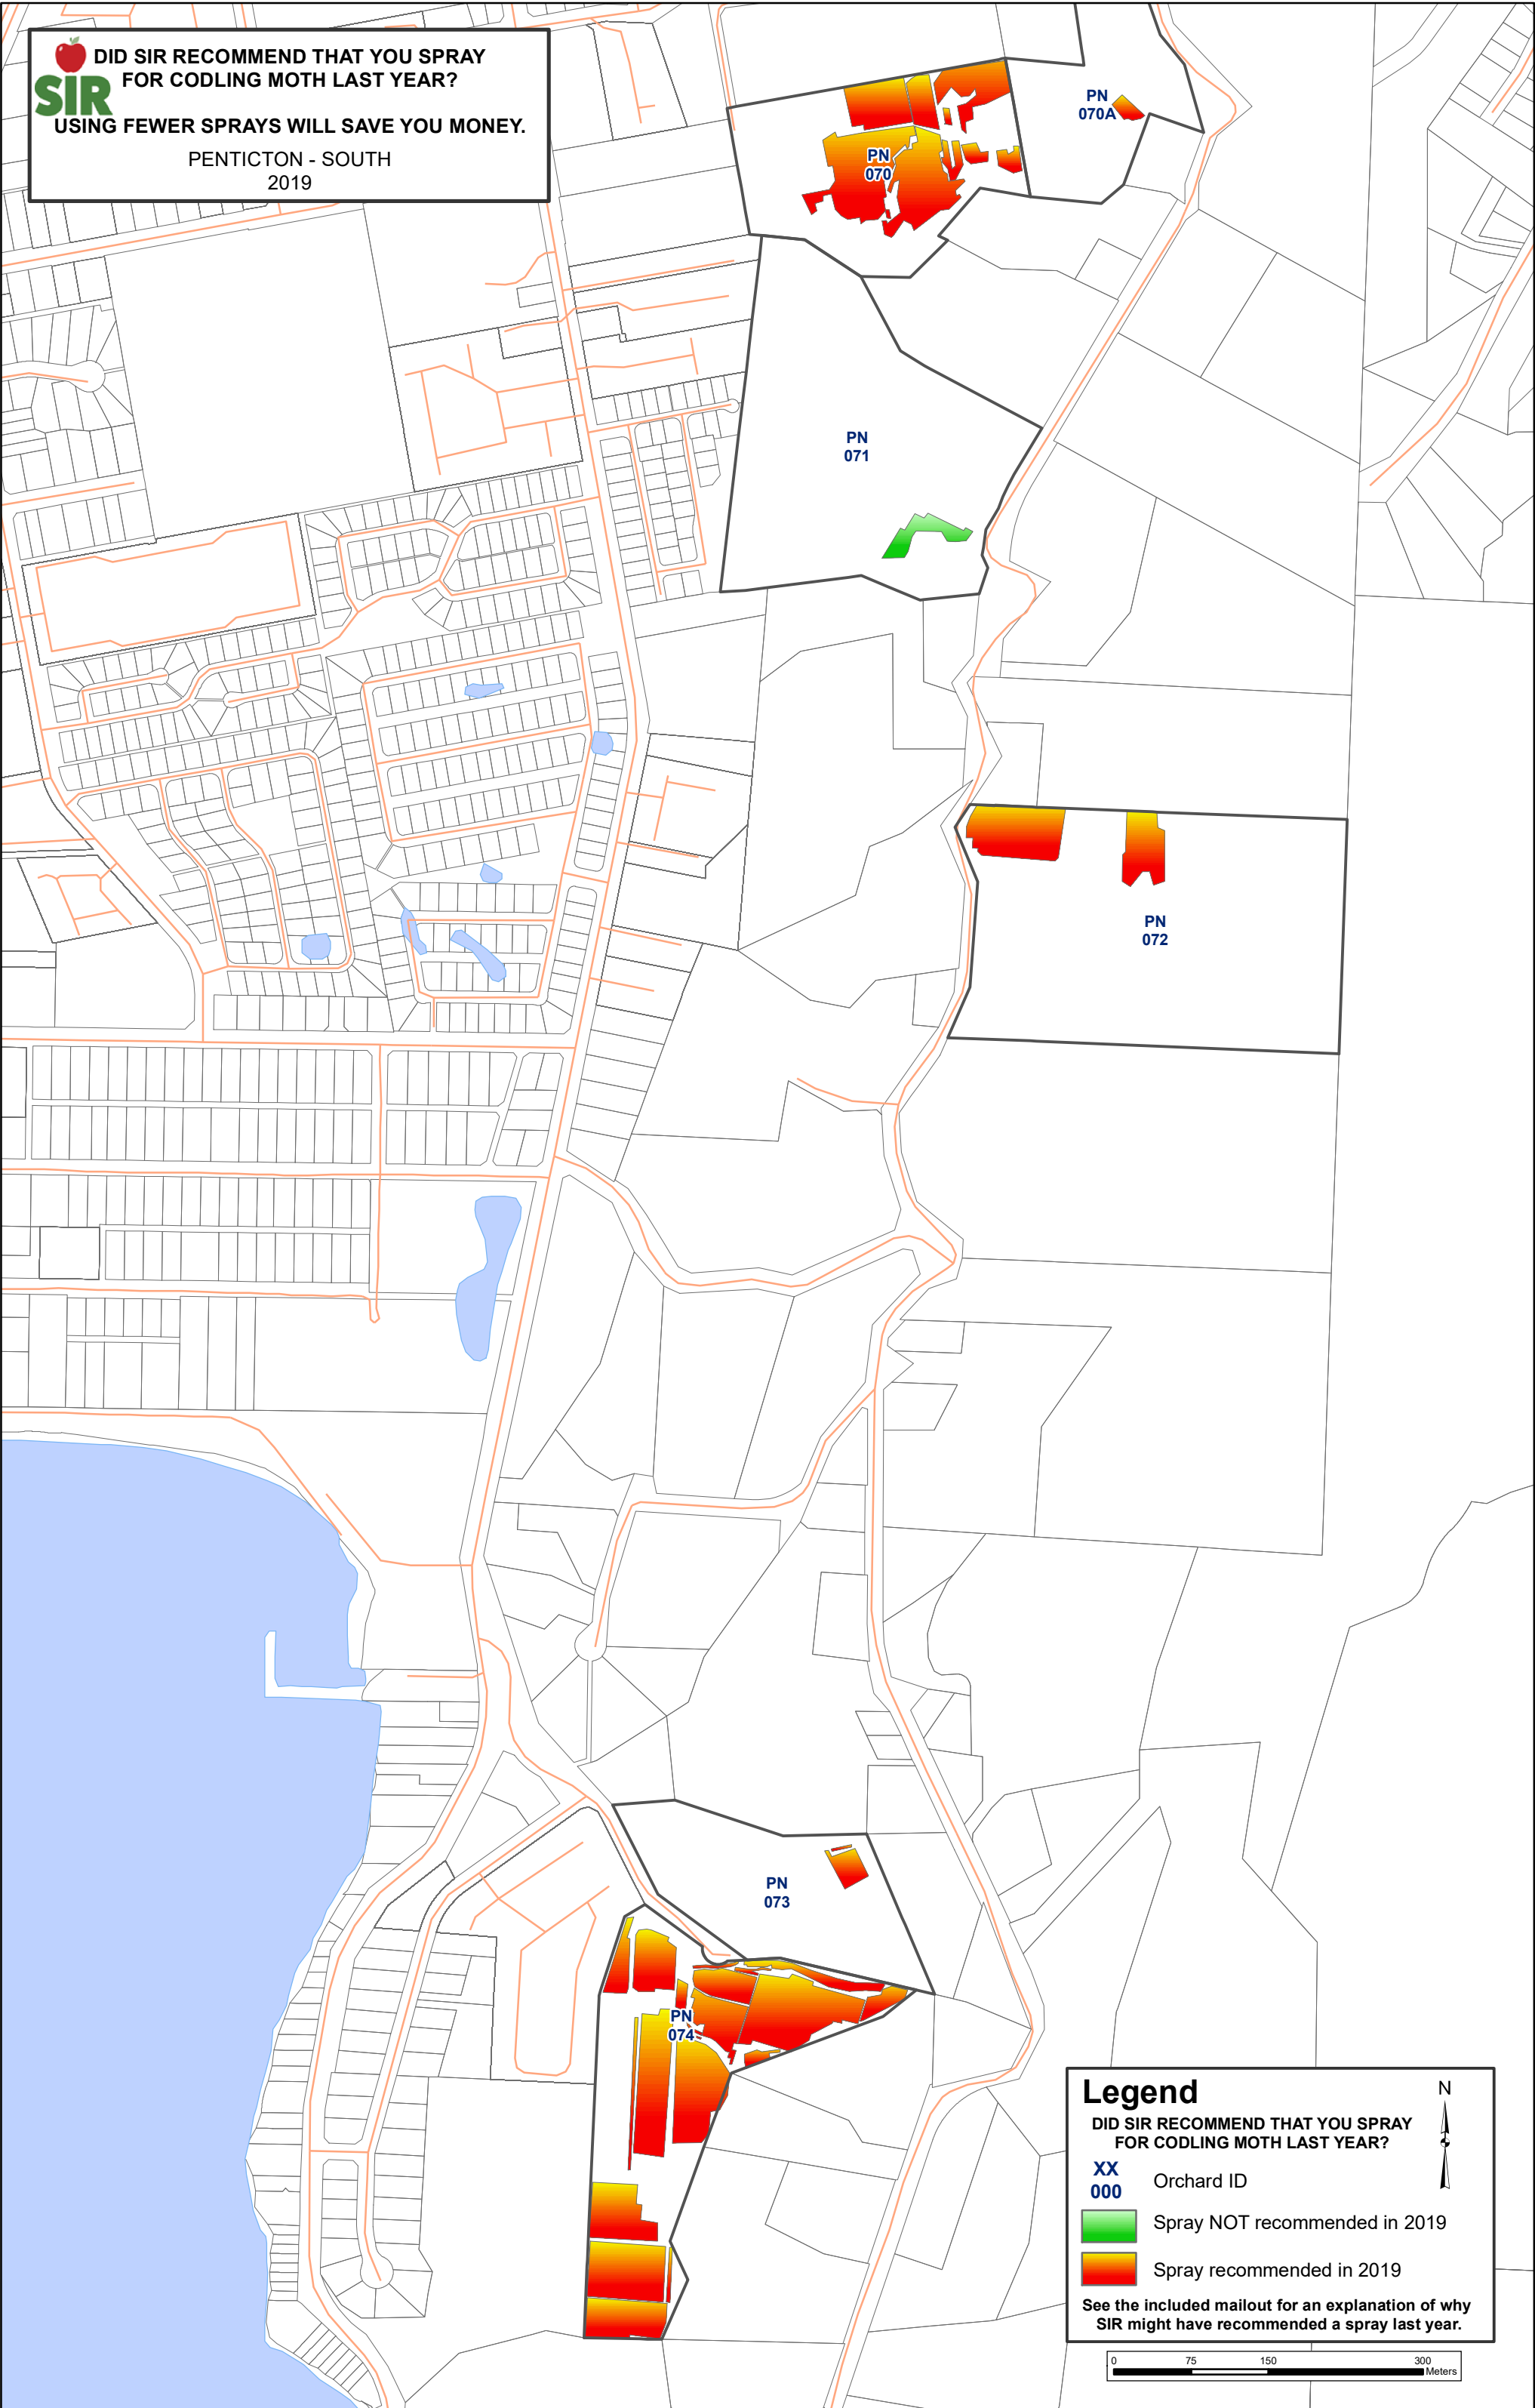 SIR
DID SIR RECOMMEND THAT YOU SPRAY
FOR CODLING MOTH LAST YEAR?
USING FEWER SPRAYS WILL SAVE YOU MONEY.
PENTICTON - SOUTH
2019
PN
070A
PN
070
PN
071
PN
072
PN
073
PN
074
Legend
N
DID SIR RECOMMEND THAT YOU SPRAY
FOR CODLING MOTH LAST YEAR?
XX
000
Orchard ID
Spray NOT recommended in 2019
Spray recommended in 2019
See the included mailout for an explanation of why
SIR might have recommended a spray last year.
0 75 150 300
Meters